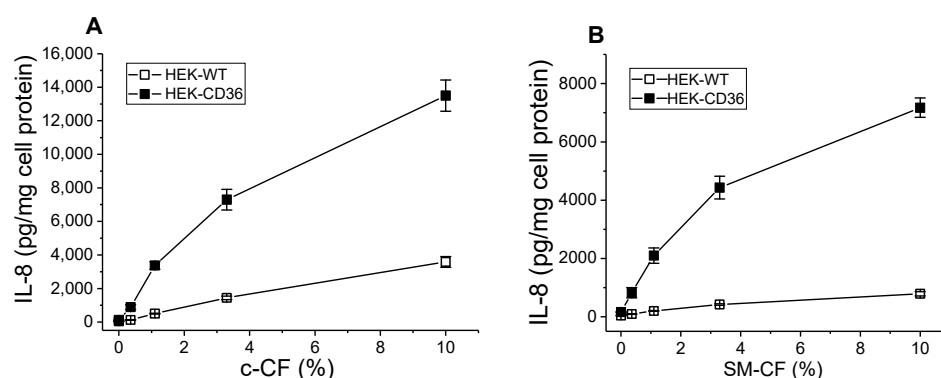 A
IL-8 (pg/mg cell protein)
16,000
14,000
12,000
10,000
8,000
6,000
4,000
2,000
0
HEK-WT
HEK-CD36
0 2 4 6 8 10
c-CF (%)
B
IL-8 (pg/mg cell protein)
8000
6000
4000
2000
0
HEK-WT
HEK-CD36
0 2 4 6 8 10
SM-CF (%)